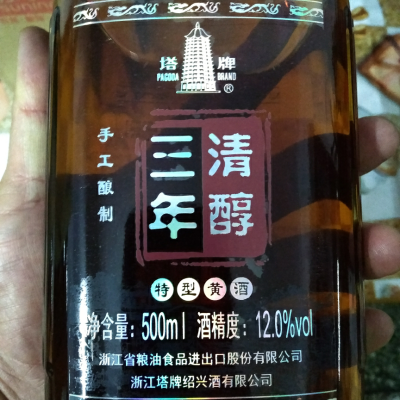 塔 牌
PAGODA BRAND ®
手工酿制
清醇
三年
特型黄酒
净含量: 500ml 酒精度: 12.0%vol
浙江省粮油食品进出口股份有限公司
浙江塔牌绍兴酒有限公司